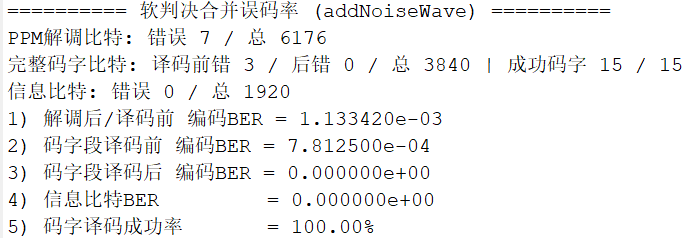 ========== 软判决合并误码率 (addNoiseWave) ==========
PPM解调比特: 错误 7 / 总 6176
完整码字比特: 译码前错 3 / 后错 0 / 总 3840 | 成功码字 15 / 15
信息比特: 错误 0 / 总 1920
1) 解调后/译码前 编码BER = 1.133420e-03
2) 码字段译码前 编码BER = 7.812500e-04
3) 码字段译码后 编码BER = 0.000000e+00
4) 信息比特BER          = 0.000000e+00
5) 码字译码成功率       = 100.00%